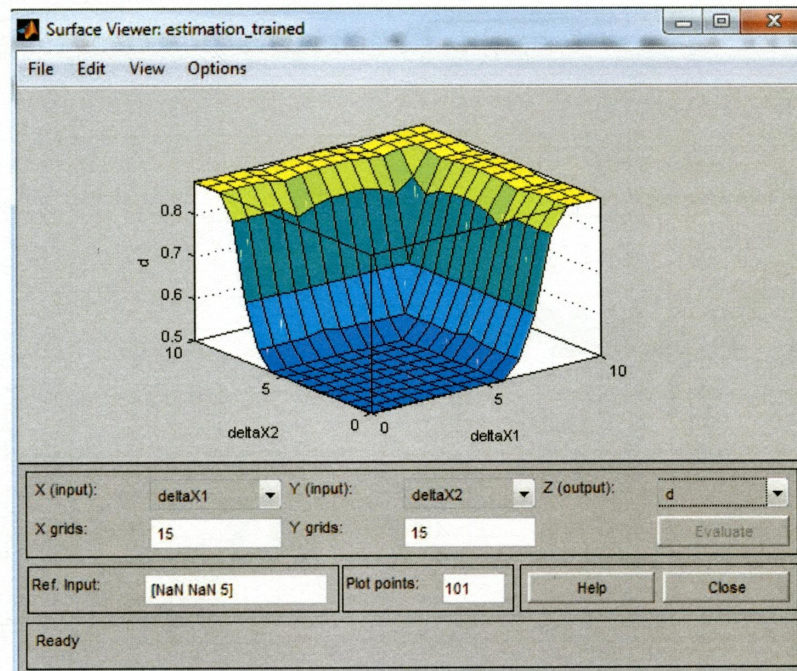 Surface Viewer: estimation_trained
File Edit View Options
0.8
0.7
0.6
0.5
d
10
5
0
deltaX2
0
5
10
deltaX1
X (input): deltaX1 Y (input): deltaX2 Z (output): d
X grids: 15 Y grids: 15 Evaluate
Ref. Input: [NaN NaN 5] Plot points: 101 Help Close
Ready